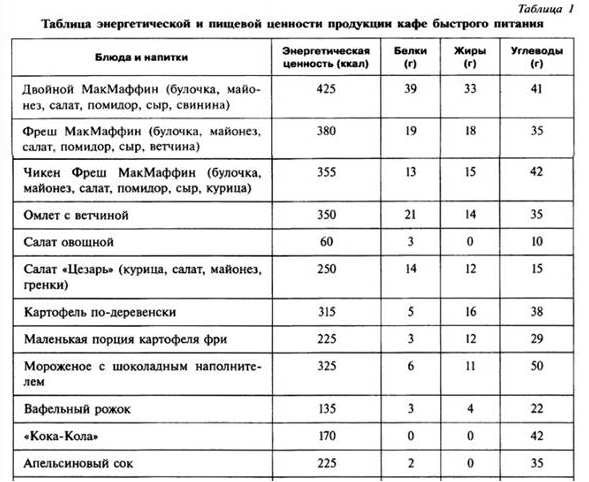 Таблица 1
Таблица энергетической и пищевой ценности продукции кафе быстрого питания
Блюда и напитки
Энергетическая
ценность (ккал)
Белки
(г)
Жиры
(г)
Углеводы
(г)
Двойной МакМаффин (булочка, майо-
нез, салат, помидор, сыр, свинина)
425 39 33 41
Фреш МакМаффин (булочка, майонез,
салат, помидор, сыр, ветчина)
380 19 18 35
Чикен Фреш МакМаффин (булочка,
майонез, салат, помидор, сыр, курица)
355 13 15 42
Омлет с ветчиной 350 21 14 35
Салат овощной 60 3 0 10
Салат «Цезарь» (курица, салат, майонез,
гренки)
250 14 12 15
Картофель по-деревенски 315 5 16 38
Маленькая порция картофеля фри 225 3 12 29
Мороженое с шоколадным наполните-
лем
325 6 11 50
Вафельный рожок 135 3 4 22
«Кока-Кола» 170 0 0 42
Апельсиновый сок 225 2 0 35